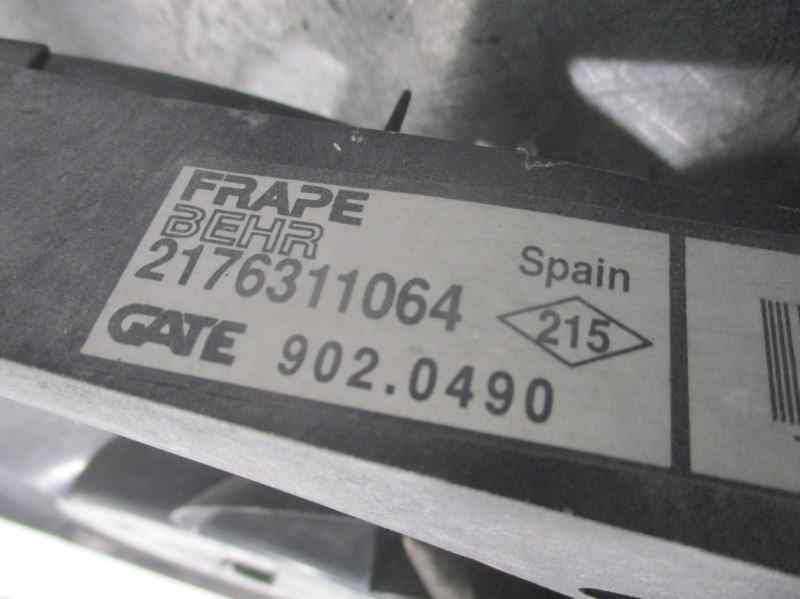 FRAPE
BEHR
2176311064
Spain
215
GATE
902.0490